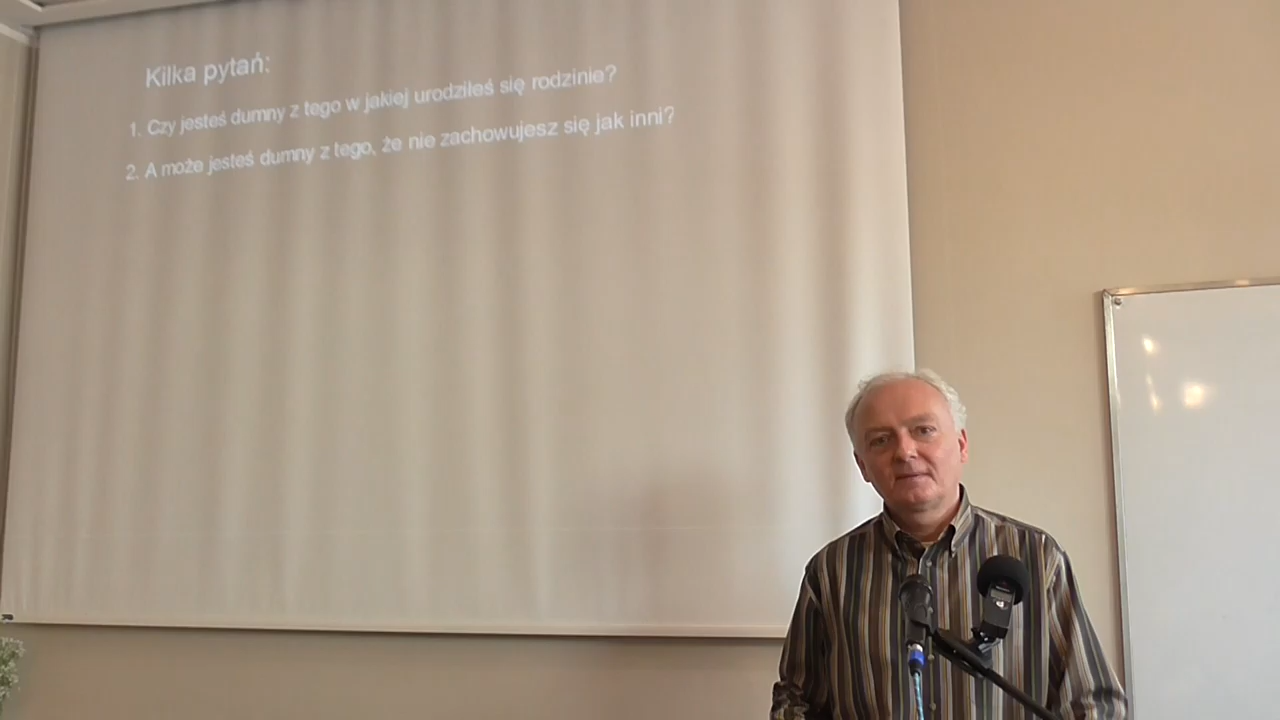 Kilka pytań:
1. Czy jesteś dumny z tego w jakiej urodziłeś się rodzinie?
2. A może jesteś dumny z tego, że nie zachowujesz się jak inni?